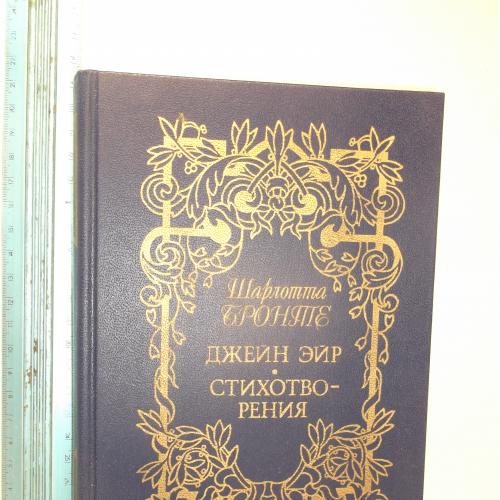 Шарлотта
БРОНТЕ
ДЖЕЙН ЭЙР
•
СТИХОТВО-
РЕНИЯ